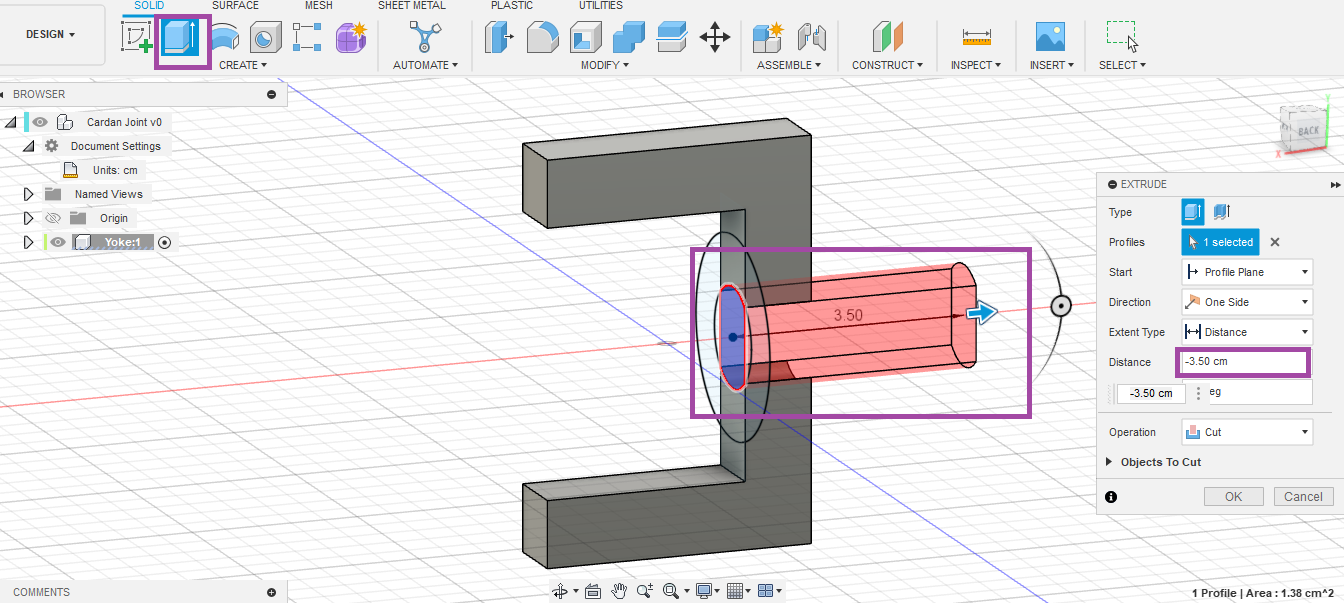 SOLID SURFACE MESH SHEET METAL PLASTIC UTILITIES
DESIGN
CREATE AUTOMATE MODIFY ASSEMBLE CONSTRUCT INSPECT INSERT SELECT
BROWSER
Cardan Joint v0
Document Settings
Units: cm
Named Views
Origin
Yoke:1
BACK
X
Y
3.50
EXTRUDE
Type
Profiles 1 selected
Start Profile Plane
Direction One Side
Extent Type Distance
Distance -3.50 cm
-3.50 cm eg
Operation Cut
Objects To Cut
OK Cancel
COMMENTS
1 Profile | Area : 1.38 cm^2